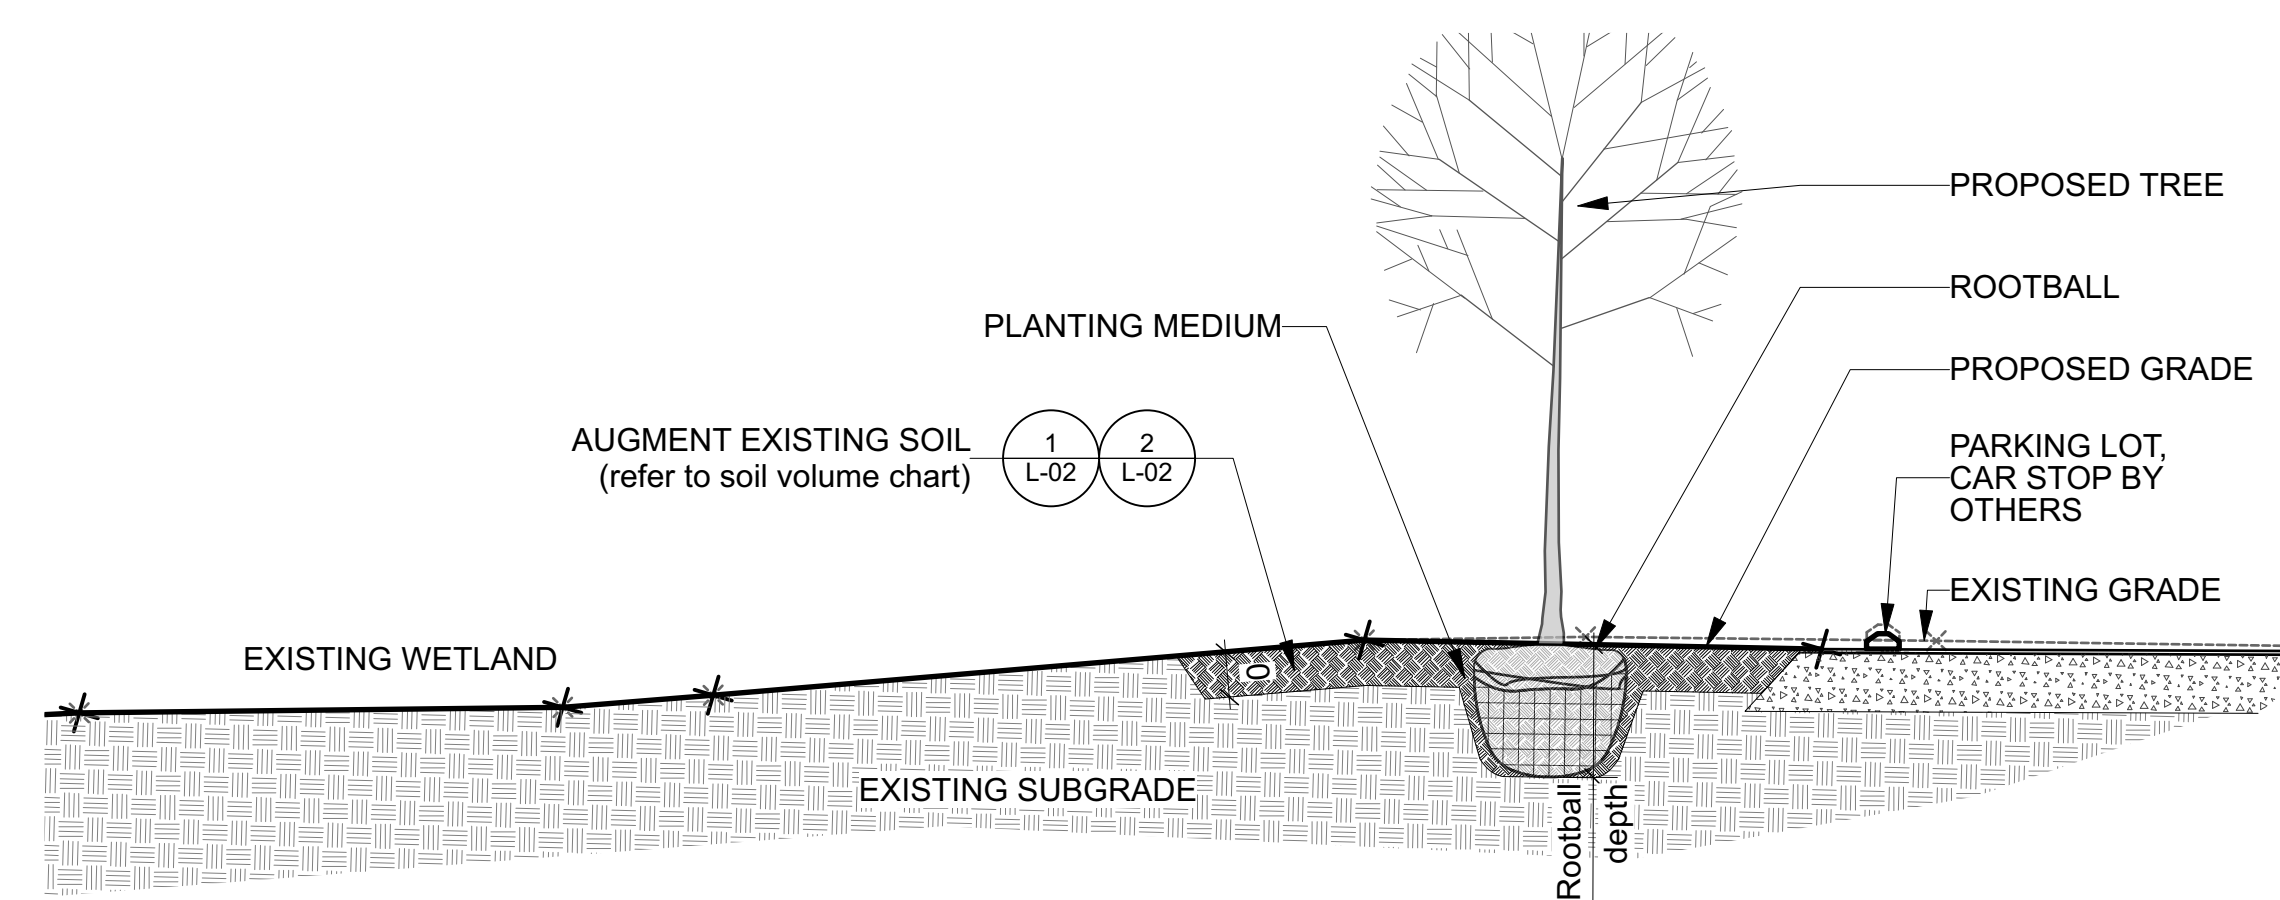 PROPOSED TREE
ROOTBALL
PLANTING MEDIUM
PROPOSED GRADE
AUGMENT EXISTING SOIL
(refer to soil volume chart)
1
L-02
2
L-02
PARKING LOT,
CAR STOP BY
OTHERS
EXISTING GRADE
EXISTING WETLAND
0
EXISTING SUBGRADE
Rootball
depth